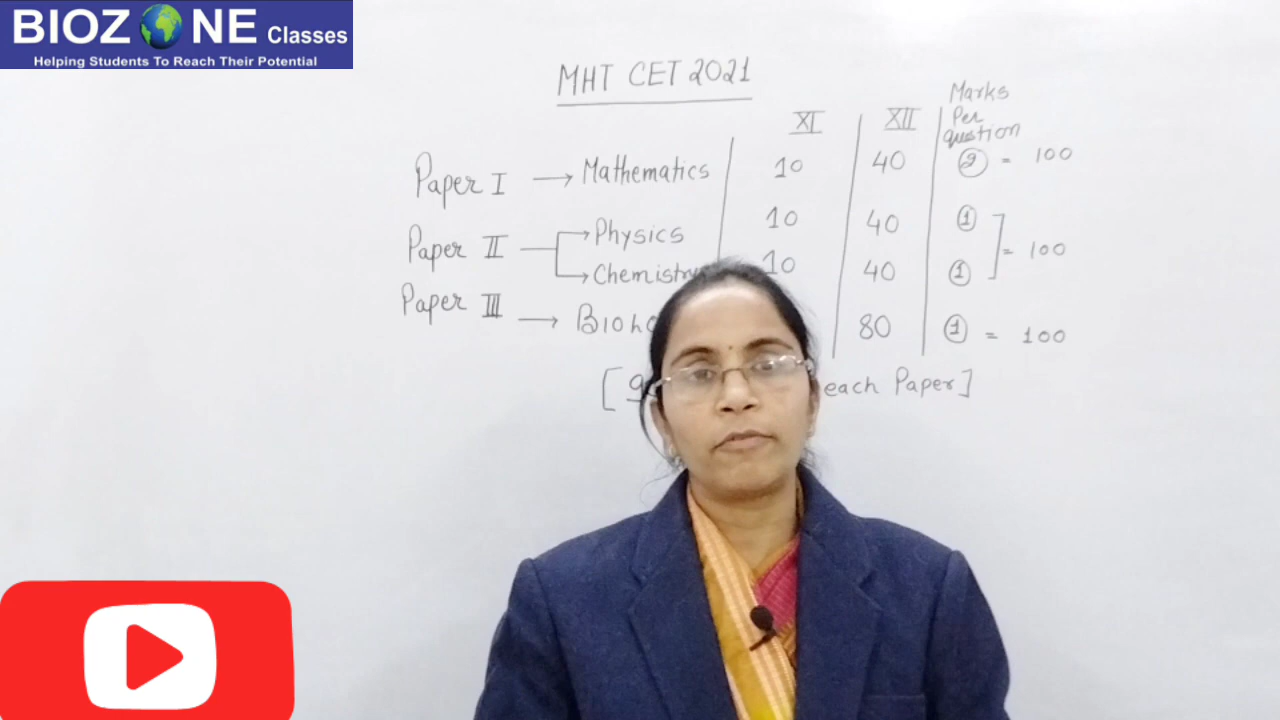 BIOZ NE Classes
Helping Students To Reach Their Potential
MHT CET 2021
XI XII Marks Per question
Paper I → Mathematics 10 40 2 = 100
Paper II → Physics 10 40 1
→ Chemistry 10 40 1 = 100
Paper III → 80 1 = 100
[ each Paper]